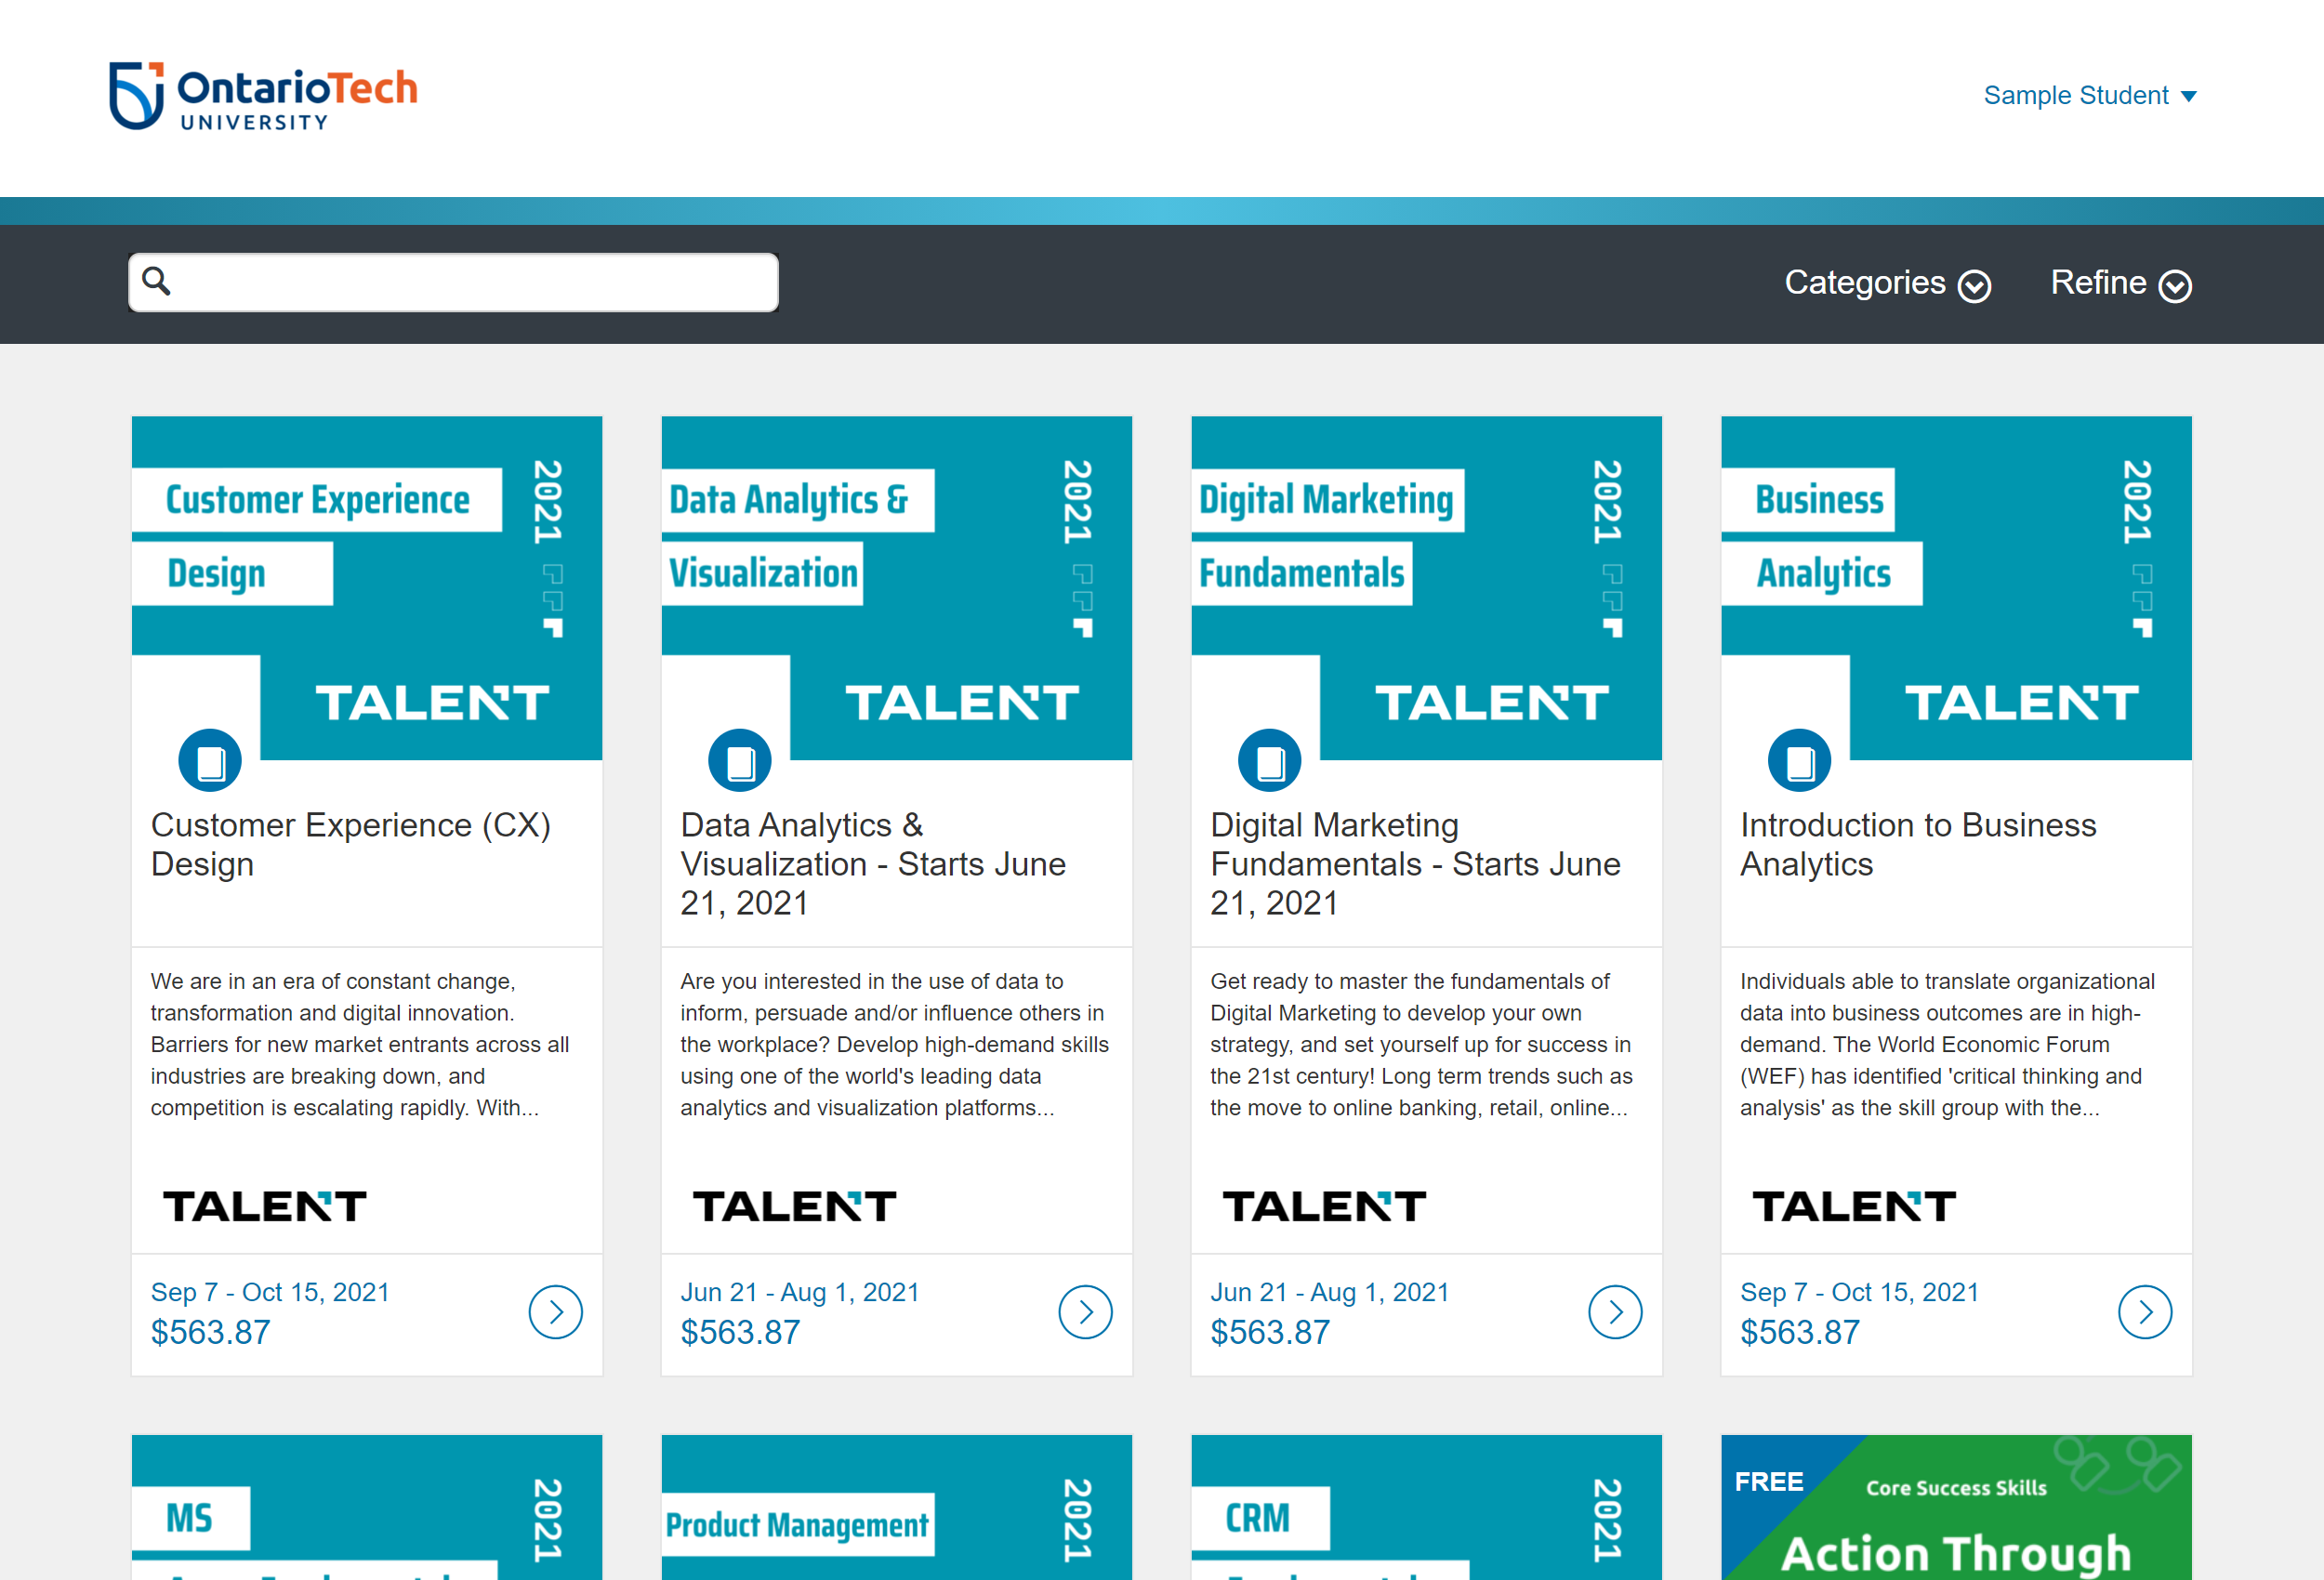 OntarioTech
UNIVERSITY
Sample Student
Categories
Refine
Customer Experience
Design
2021
TALENT
Customer Experience (CX)
Design
We are in an era of constant change,
transformation and digital innovation.
Barriers for new market entrants across all
industries are breaking down, and
competition is escalating rapidly. With...
TALENT
Sep 7 - Oct 15, 2021
$563.87
Data Analytics &
Visualization
2021
TALENT
Data Analytics &
Visualization - Starts June
21, 2021
Are you interested in the use of data to
inform, persuade and/or influence others in
the workplace? Develop high-demand skills
using one of the world's leading data
analytics and visualization platforms...
TALENT
Jun 21 - Aug 1, 2021
$563.87
Digital Marketing
Fundamentals
2021
TALENT
Digital Marketing
Fundamentals - Starts June
21, 2021
Get ready to master the fundamentals of
Digital Marketing to develop your own
strategy, and set yourself up for success in
the 21st century! Long term trends such as
the move to online banking, retail, online...
TALENT
Jun 21 - Aug 1, 2021
$563.87
Business
Analytics
2021
TALENT
Introduction to Business
Analytics
Individuals able to translate organizational
data into business outcomes are in high-
demand. The World Economic Forum
(WEF) has identified 'critical thinking and
analysis' as the skill group with the...
TALENT
Sep 7 - Oct 15, 2021
$563.87
MS
2021
Product Management
2021
CRM
2021
FREE
Core Success Skills
Action Through